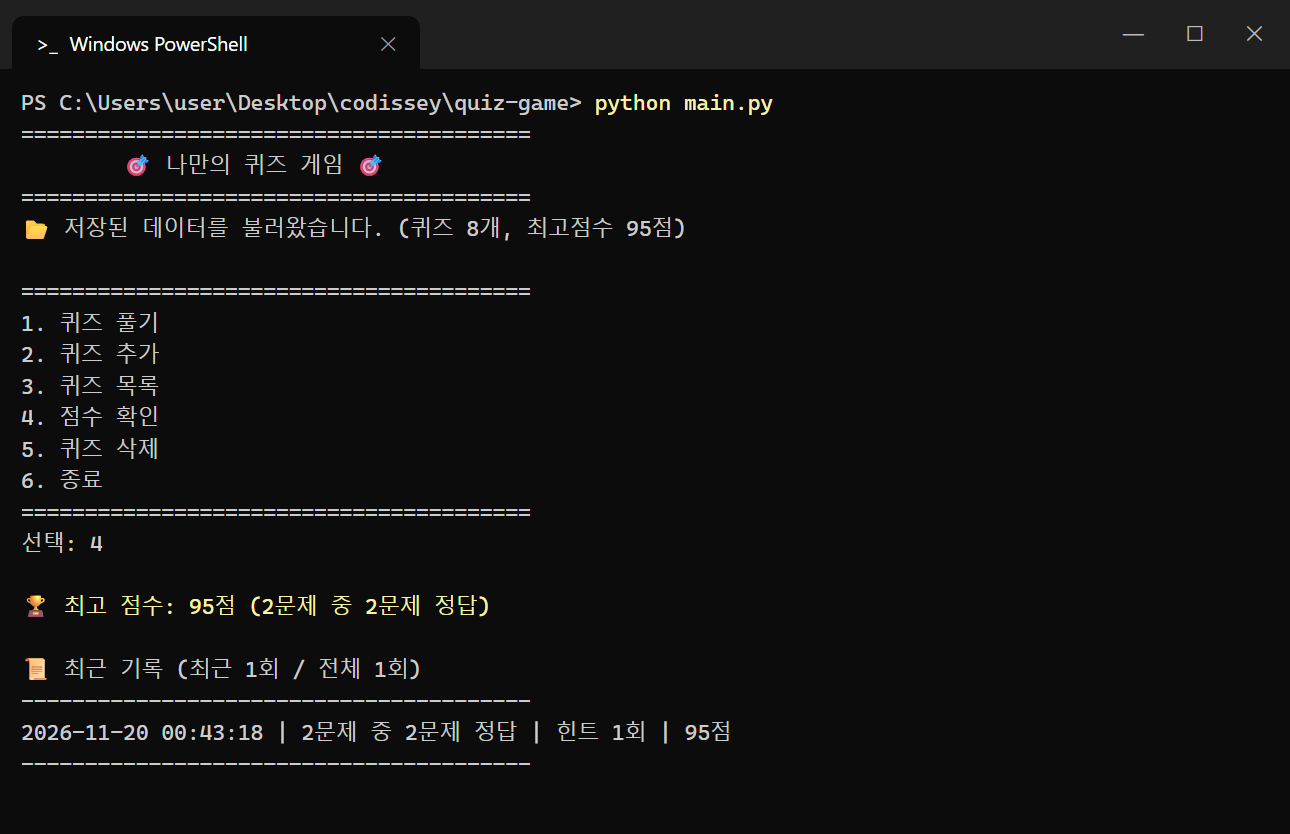 >_ Windows PowerShell
PS C:\Users\user\Desktop\codissey\quiz-game> python main.py
========================================
🎯 나만의 퀴즈 게임 🎯
========================================
📂 저장된 데이터를 불러왔습니다. (퀴즈 8개, 최고점수 95점)
========================================
1. 퀴즈 풀기
2. 퀴즈 추가
3. 퀴즈 목록
4. 점수 확인
5. 퀴즈 삭제
6. 종료
========================================
선택: 4
🏆 최고 점수: 95점 (2문제 중 2문제 정답)
📜 최근 기록 (최근 1회 / 전체 1회)
----------------------------------------
2026-11-20 00:43:18 | 2문제 중 2문제 정답 | 힌트 1회 | 95점
----------------------------------------